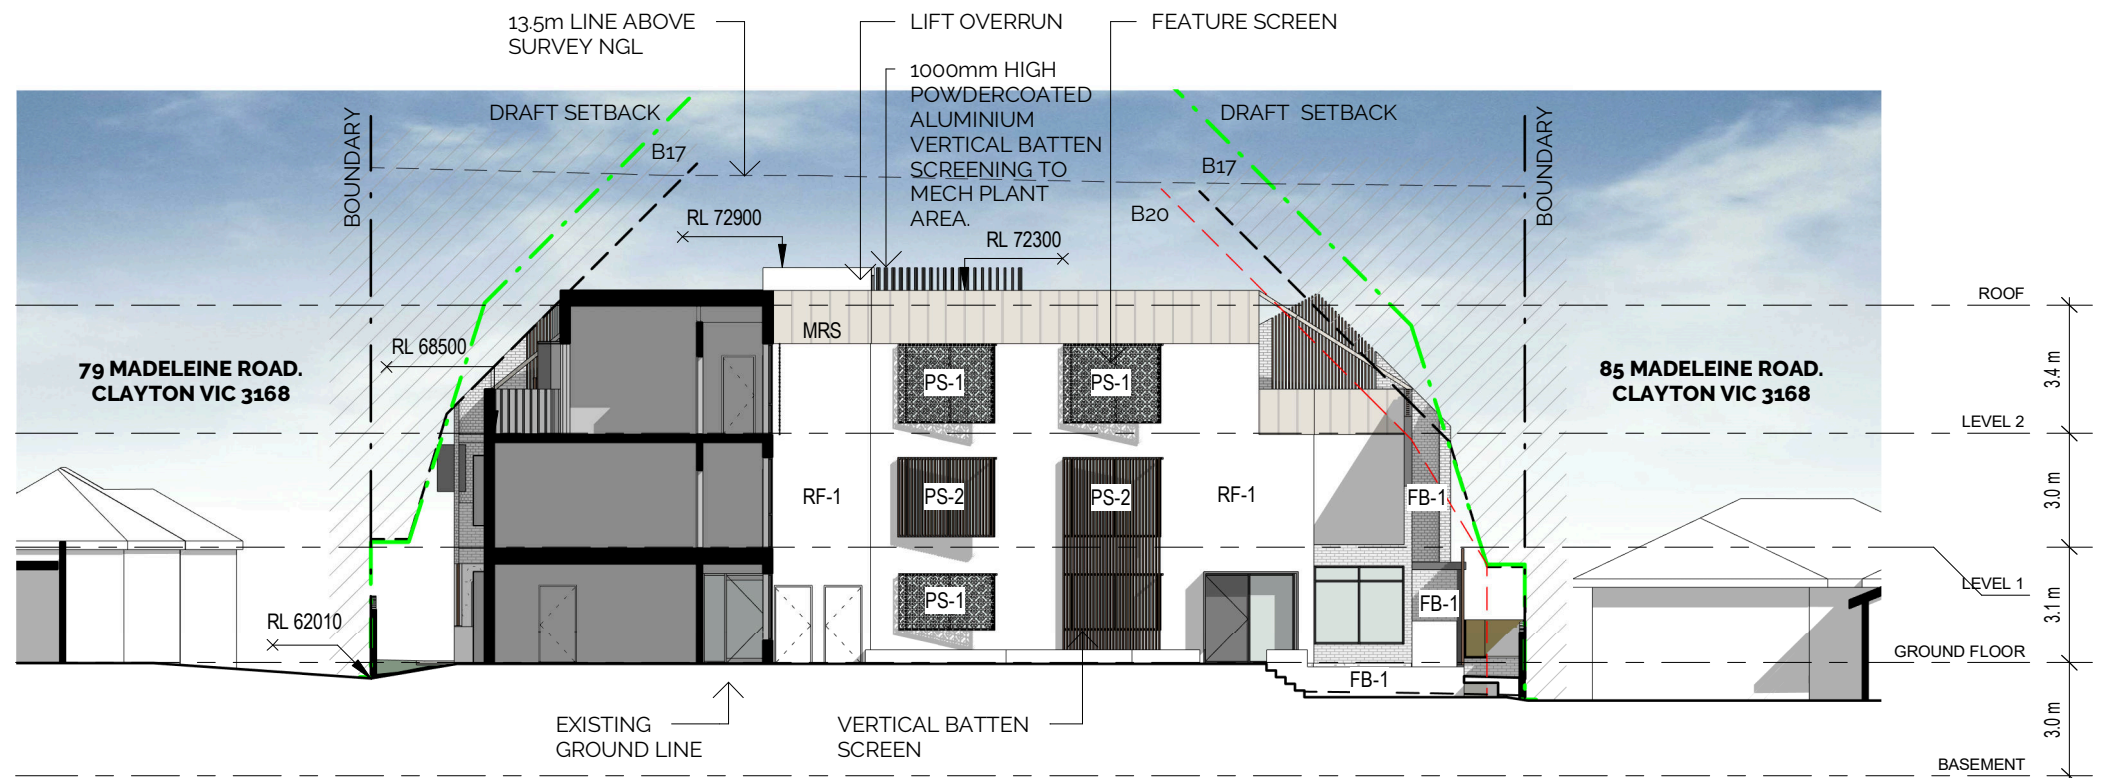 13.5m LINE ABOVE
SURVEY NGL
LIFT OVERRUN
FEATURE SCREEN
1000mm HIGH
POWDERCOATED
ALUMINIUM
VERTICAL BATTEN
SCREENING TO
MECH PLANT
AREA.
BOUNDARY
DRAFT SETBACK
B17
DRAFT SETBACK
B17
B20
BOUNDARY
RL 72900
RL 72300
ROOF
RL 68500
MRS
79 MADELEINE ROAD.
CLAYTON VIC 3168
85 MADELEINE ROAD.
CLAYTON VIC 3168
3.4 m
PS-1
PS-1
LEVEL 2
RF-1
PS-2
PS-2
RF-1
FB-1
3.0 m
LEVEL 1
PS-1
FB-1
3.1 m
RL 62010
GROUND FLOOR
FB-1
3.0 m
EXISTING
GROUND LINE
VERTICAL BATTEN
SCREEN
BASEMENT